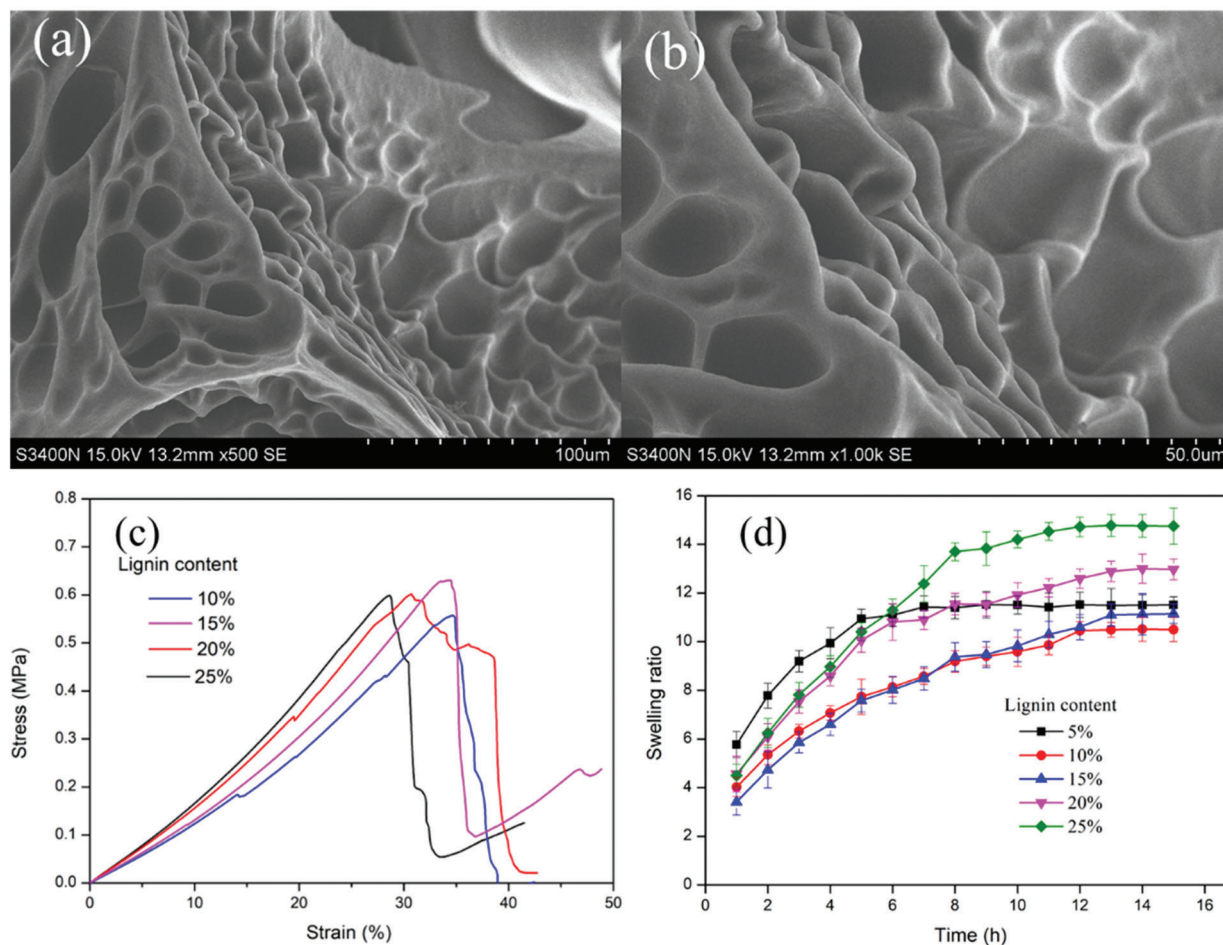 (a)
(b)
S3400N 15.0kV 13.2mm x500 SE
100um
S3400N 15.0kV 13.2mm x1.00k SE
50.0um
(c)
Lignin content
10%
15%
20%
25%
0.8
0.7
0.6
0.5
0.4
0.3
0.2
0.1
0.0
Stress (MPa)
0 10 20 30 40 50
Strain (%)
(d)
16
14
12
10
8
6
4
2
0
Swelling ratio
Lignin content
5%
10%
15%
20%
25%
0 2 4 6 8 10 12 14 16
Time (h)